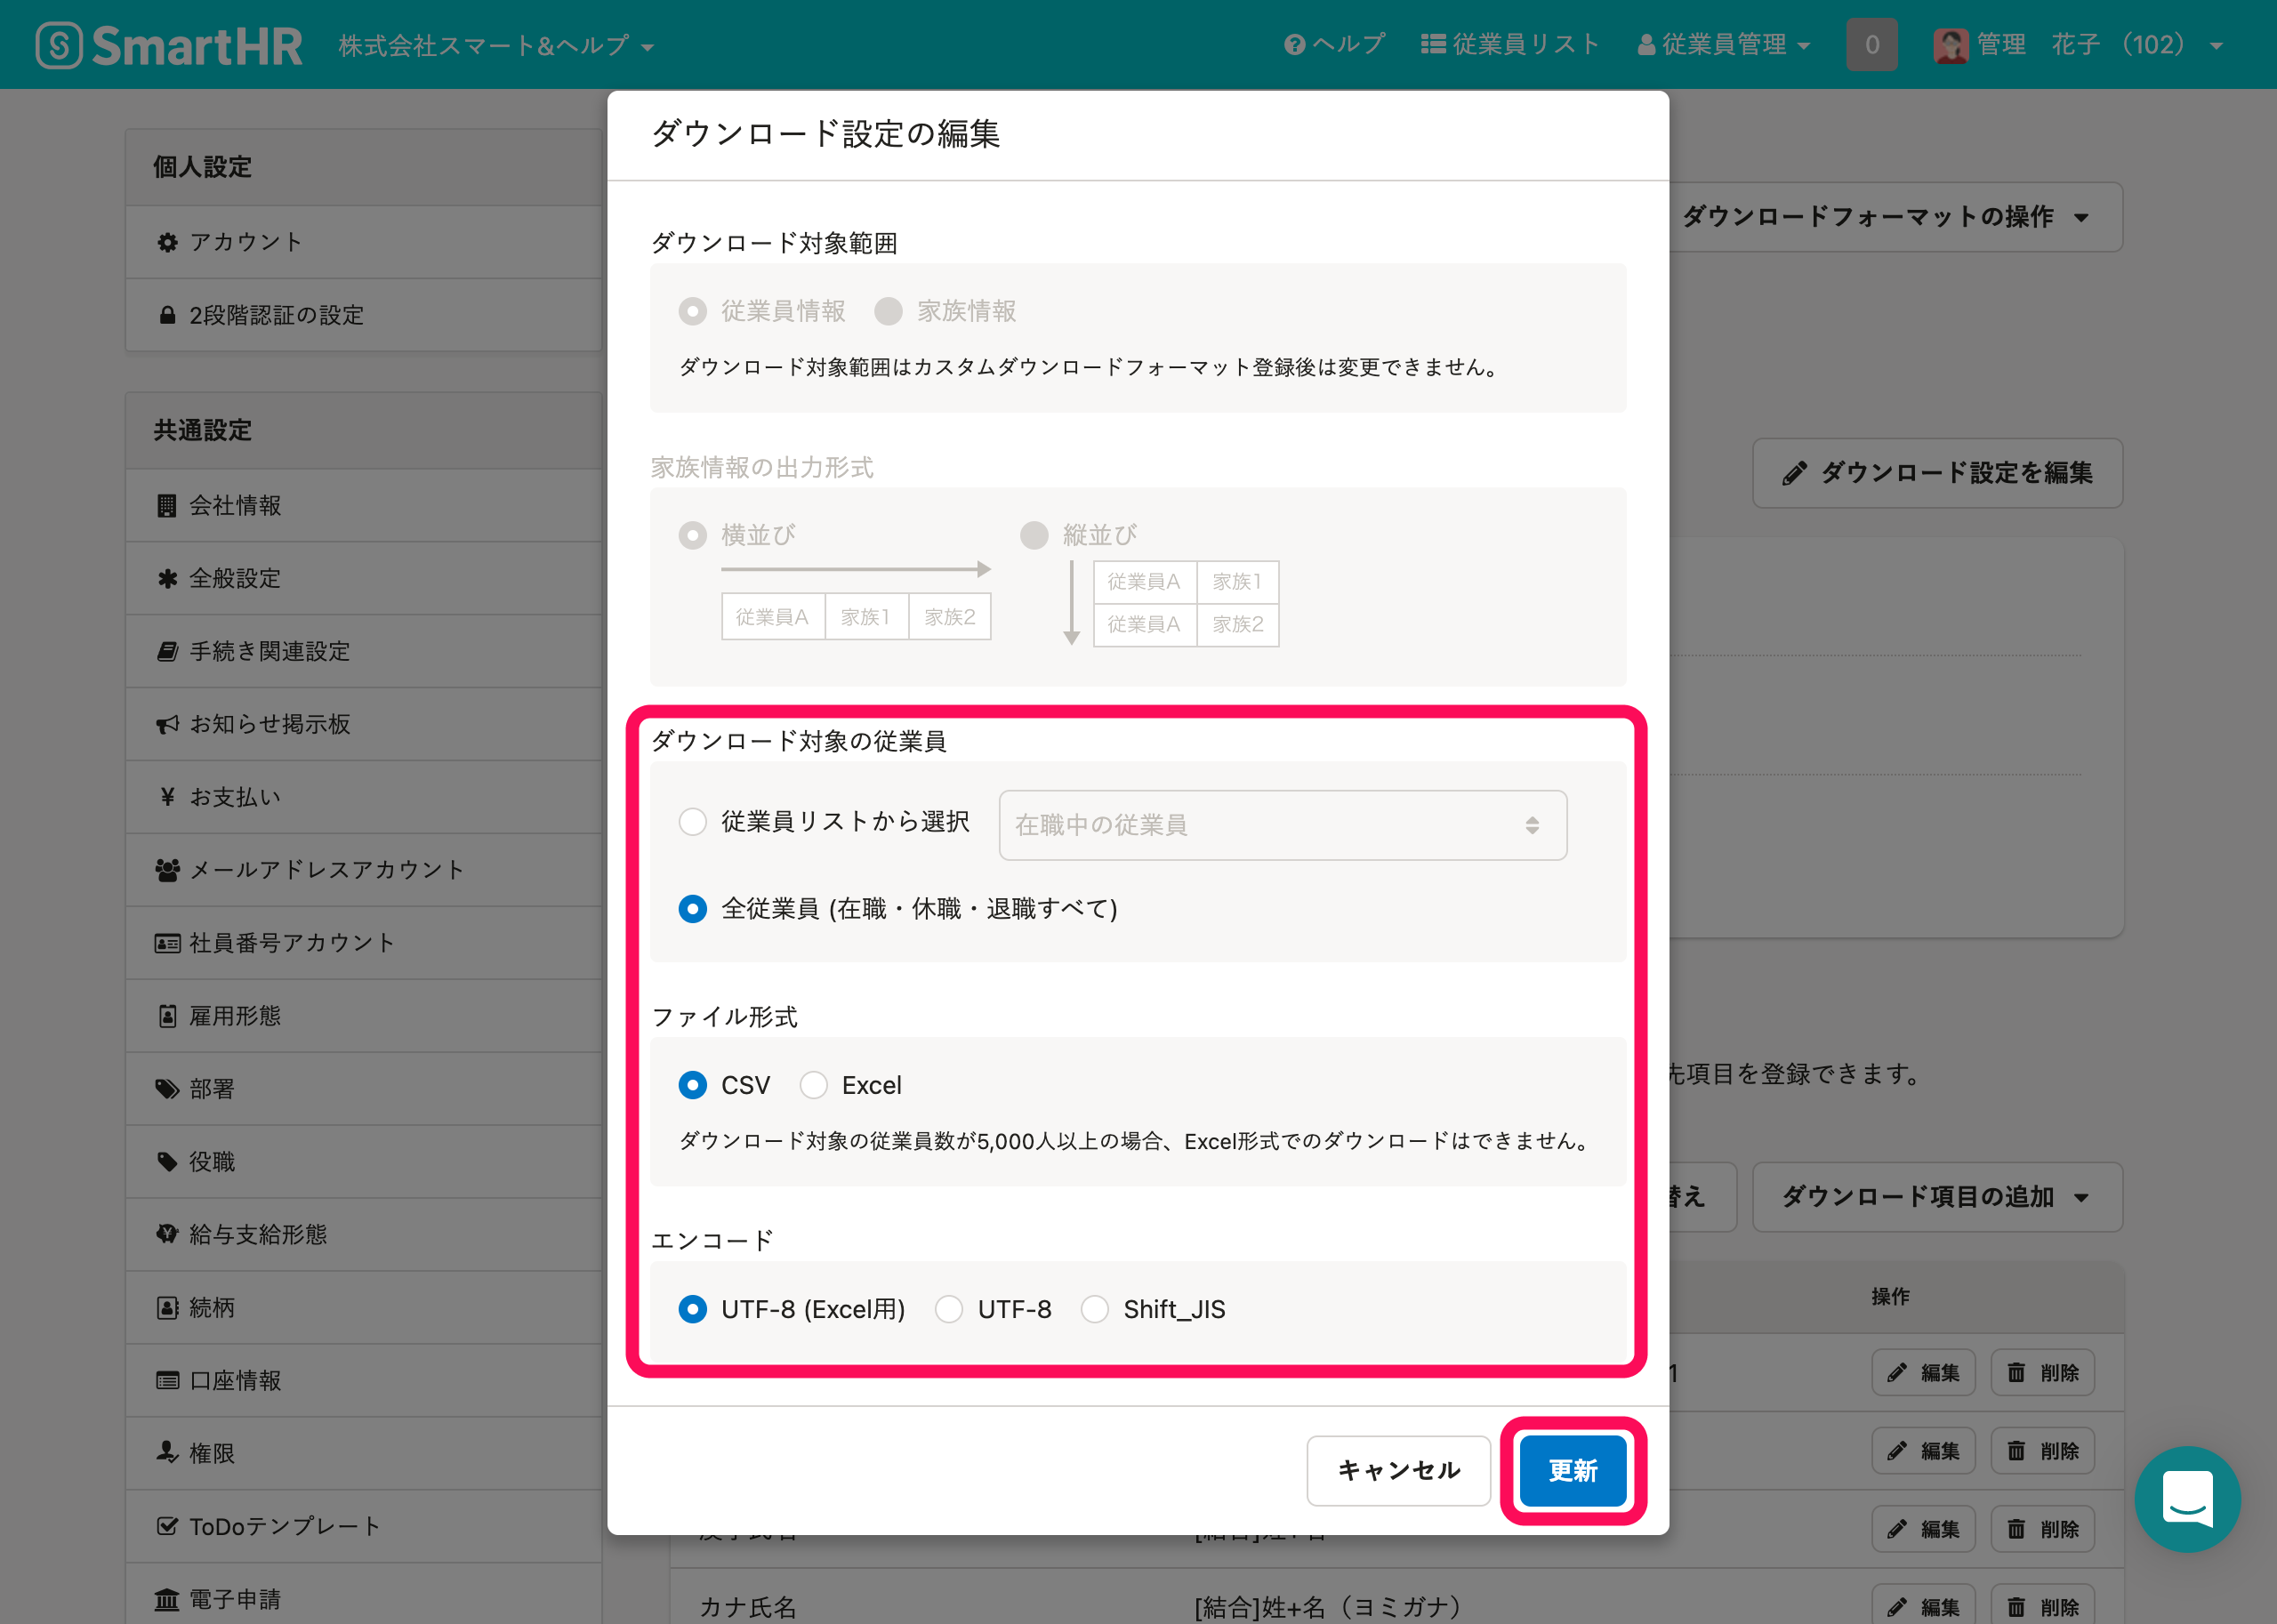 SmartHR 株式会社スマート&ヘルプ ヘルプ 従業員リスト 従業員管理 0 管理 花子 （102）
個人設定
アカウント
2段階認証の設定
共通設定
会社情報
全般設定
手続き関連設定
お知らせ掲示板
お支払い
メールアドレスアカウント
社員番号アカウント
雇用形態
部署
役職
給与支給形態
続柄
口座情報
権限
ToDoテンプレート
電子申請
ダウンロード設定の編集
ダウンロード対象範囲
従業員情報 家族情報
ダウンロード対象範囲はカスタムダウンロードフォーマット登録後は変更できません。
家族情報の出力形式
横並び 縦並び
従業員A 家族1 家族2
従業員A 家族1
従業員A 家族2
ダウンロード対象の従業員
従業員リストから選択 在職中の従業員
全従業員 (在職・休職・退職すべて)
ファイル形式
CSV Excel
ダウンロード対象の従業員数が5,000人以上の場合、Excel形式でのダウンロードはできません。
エンコード
UTF-8 (Excel用) UTF-8 Shift_JIS
キャンセル 更新
ダウンロードフォーマットの操作
ダウンロード設定を編集
先項目を登録できます。
替え ダウンロード項目の追加
操作
1 編集 削除
編集 削除
漢字氏名 [結合]姓+名 編集 削除
カナ氏名 [結合]姓+名（ヨミガナ） 編集 削除